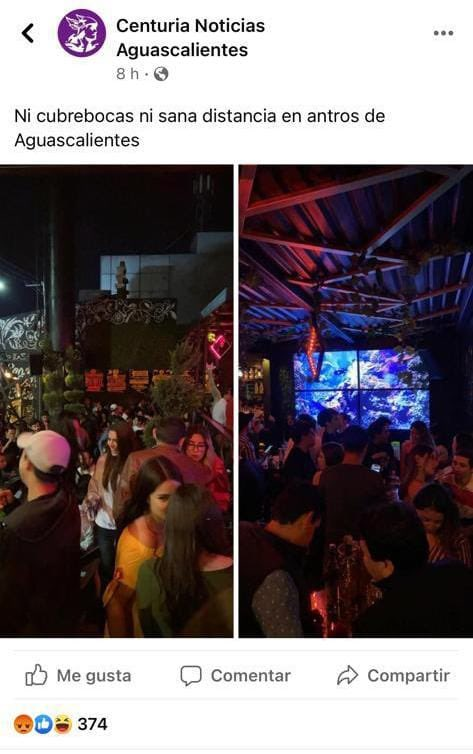 Centuria Noticias
Aguascalientes
8 h
Ni cubrebocas ni sana distancia en antros de
Aguascalientes
Me gusta
Comentar
Compartir
374